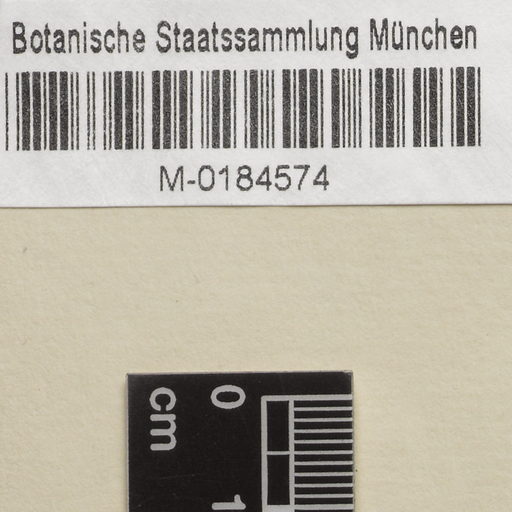 Botanische Staatssammlung München
M-0184574
0
cm
1